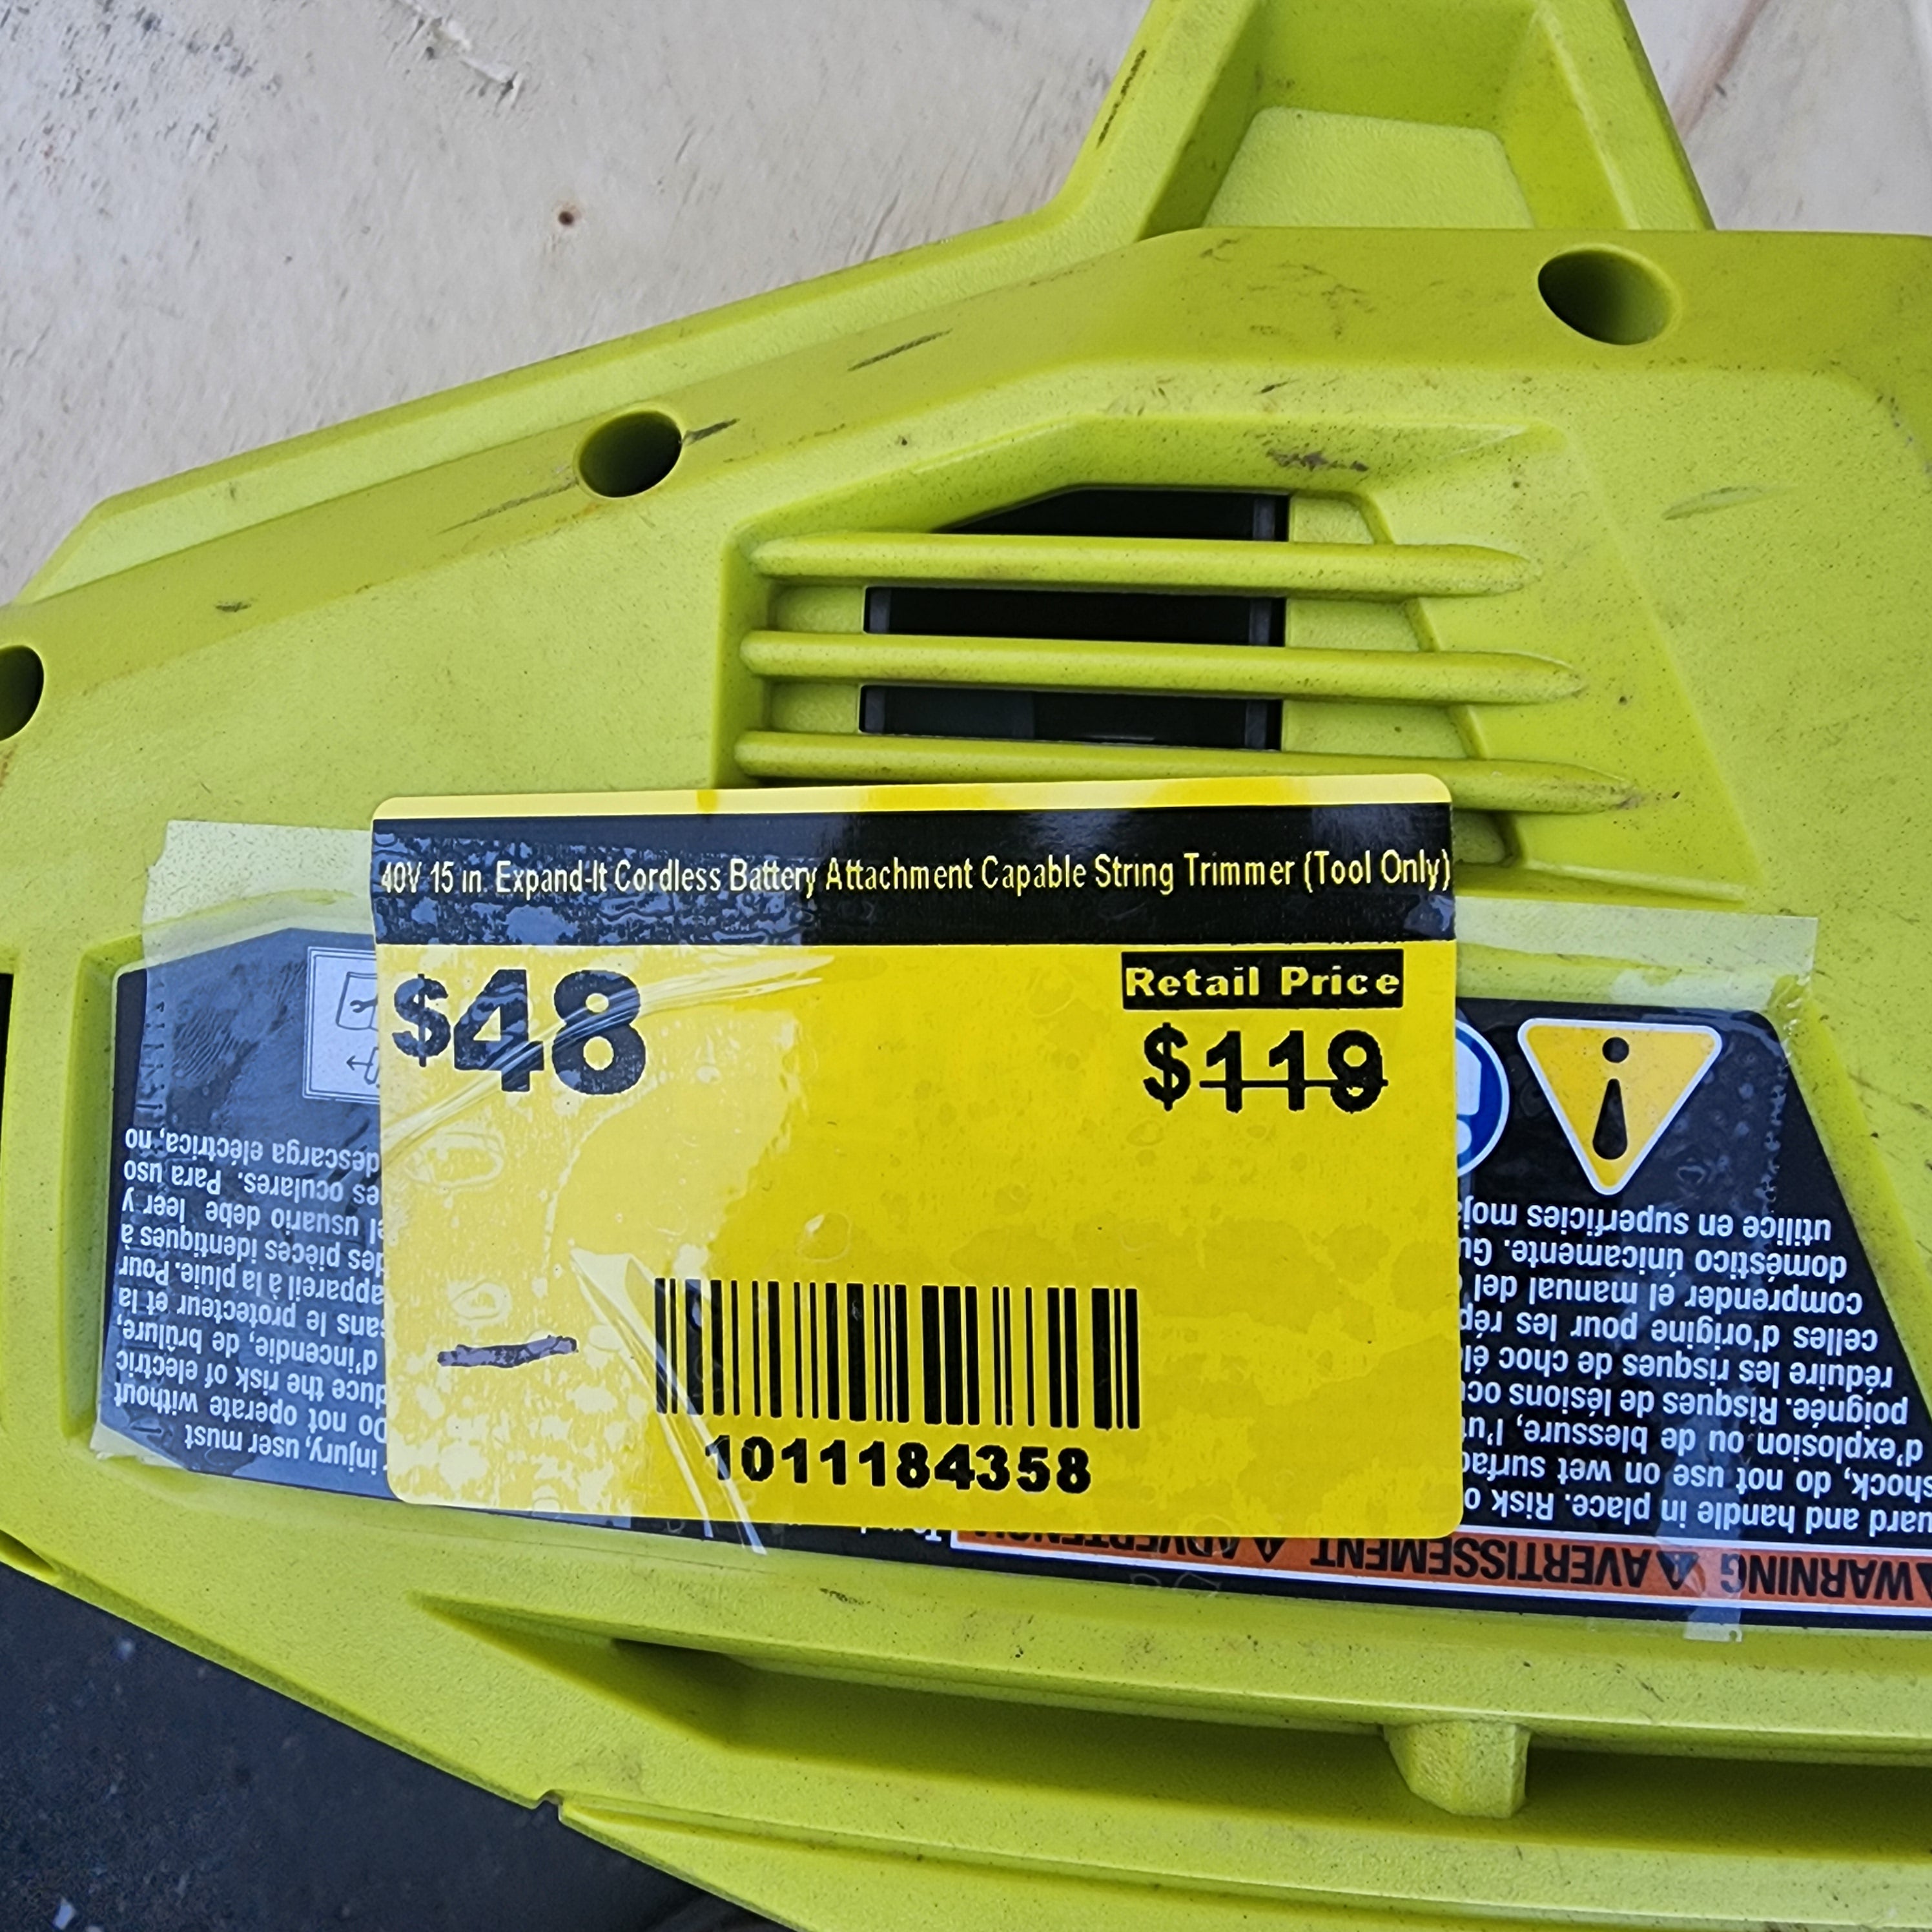 40V 15 in. Expand-It Cordless Battery Attachment Capable String Trimmer (Tool Only)
$48
Retail Price
$119
1011184358
WARNING AVERTISSEMENT ADVERTENCIA
uard and handle in place. Risk o
shock, do not use on wet surfac
d'explosion ou de blessure, l'u
poignée. Risques de lésions oc
réduire les risques de choc éle
celles d'origine pour les rép
comprender el manual del
doméstico únicamente. Gu
utilice en superficies moja
injury, user must
Do not operate without
duce the risk of electric
d'incendie, de brûlure,
sans le protecteur et la
appareil à la pluie. Pour
des pièces identiques à
el usuario debe leer y
es oculares. Para uso
descarga eléctrica, no